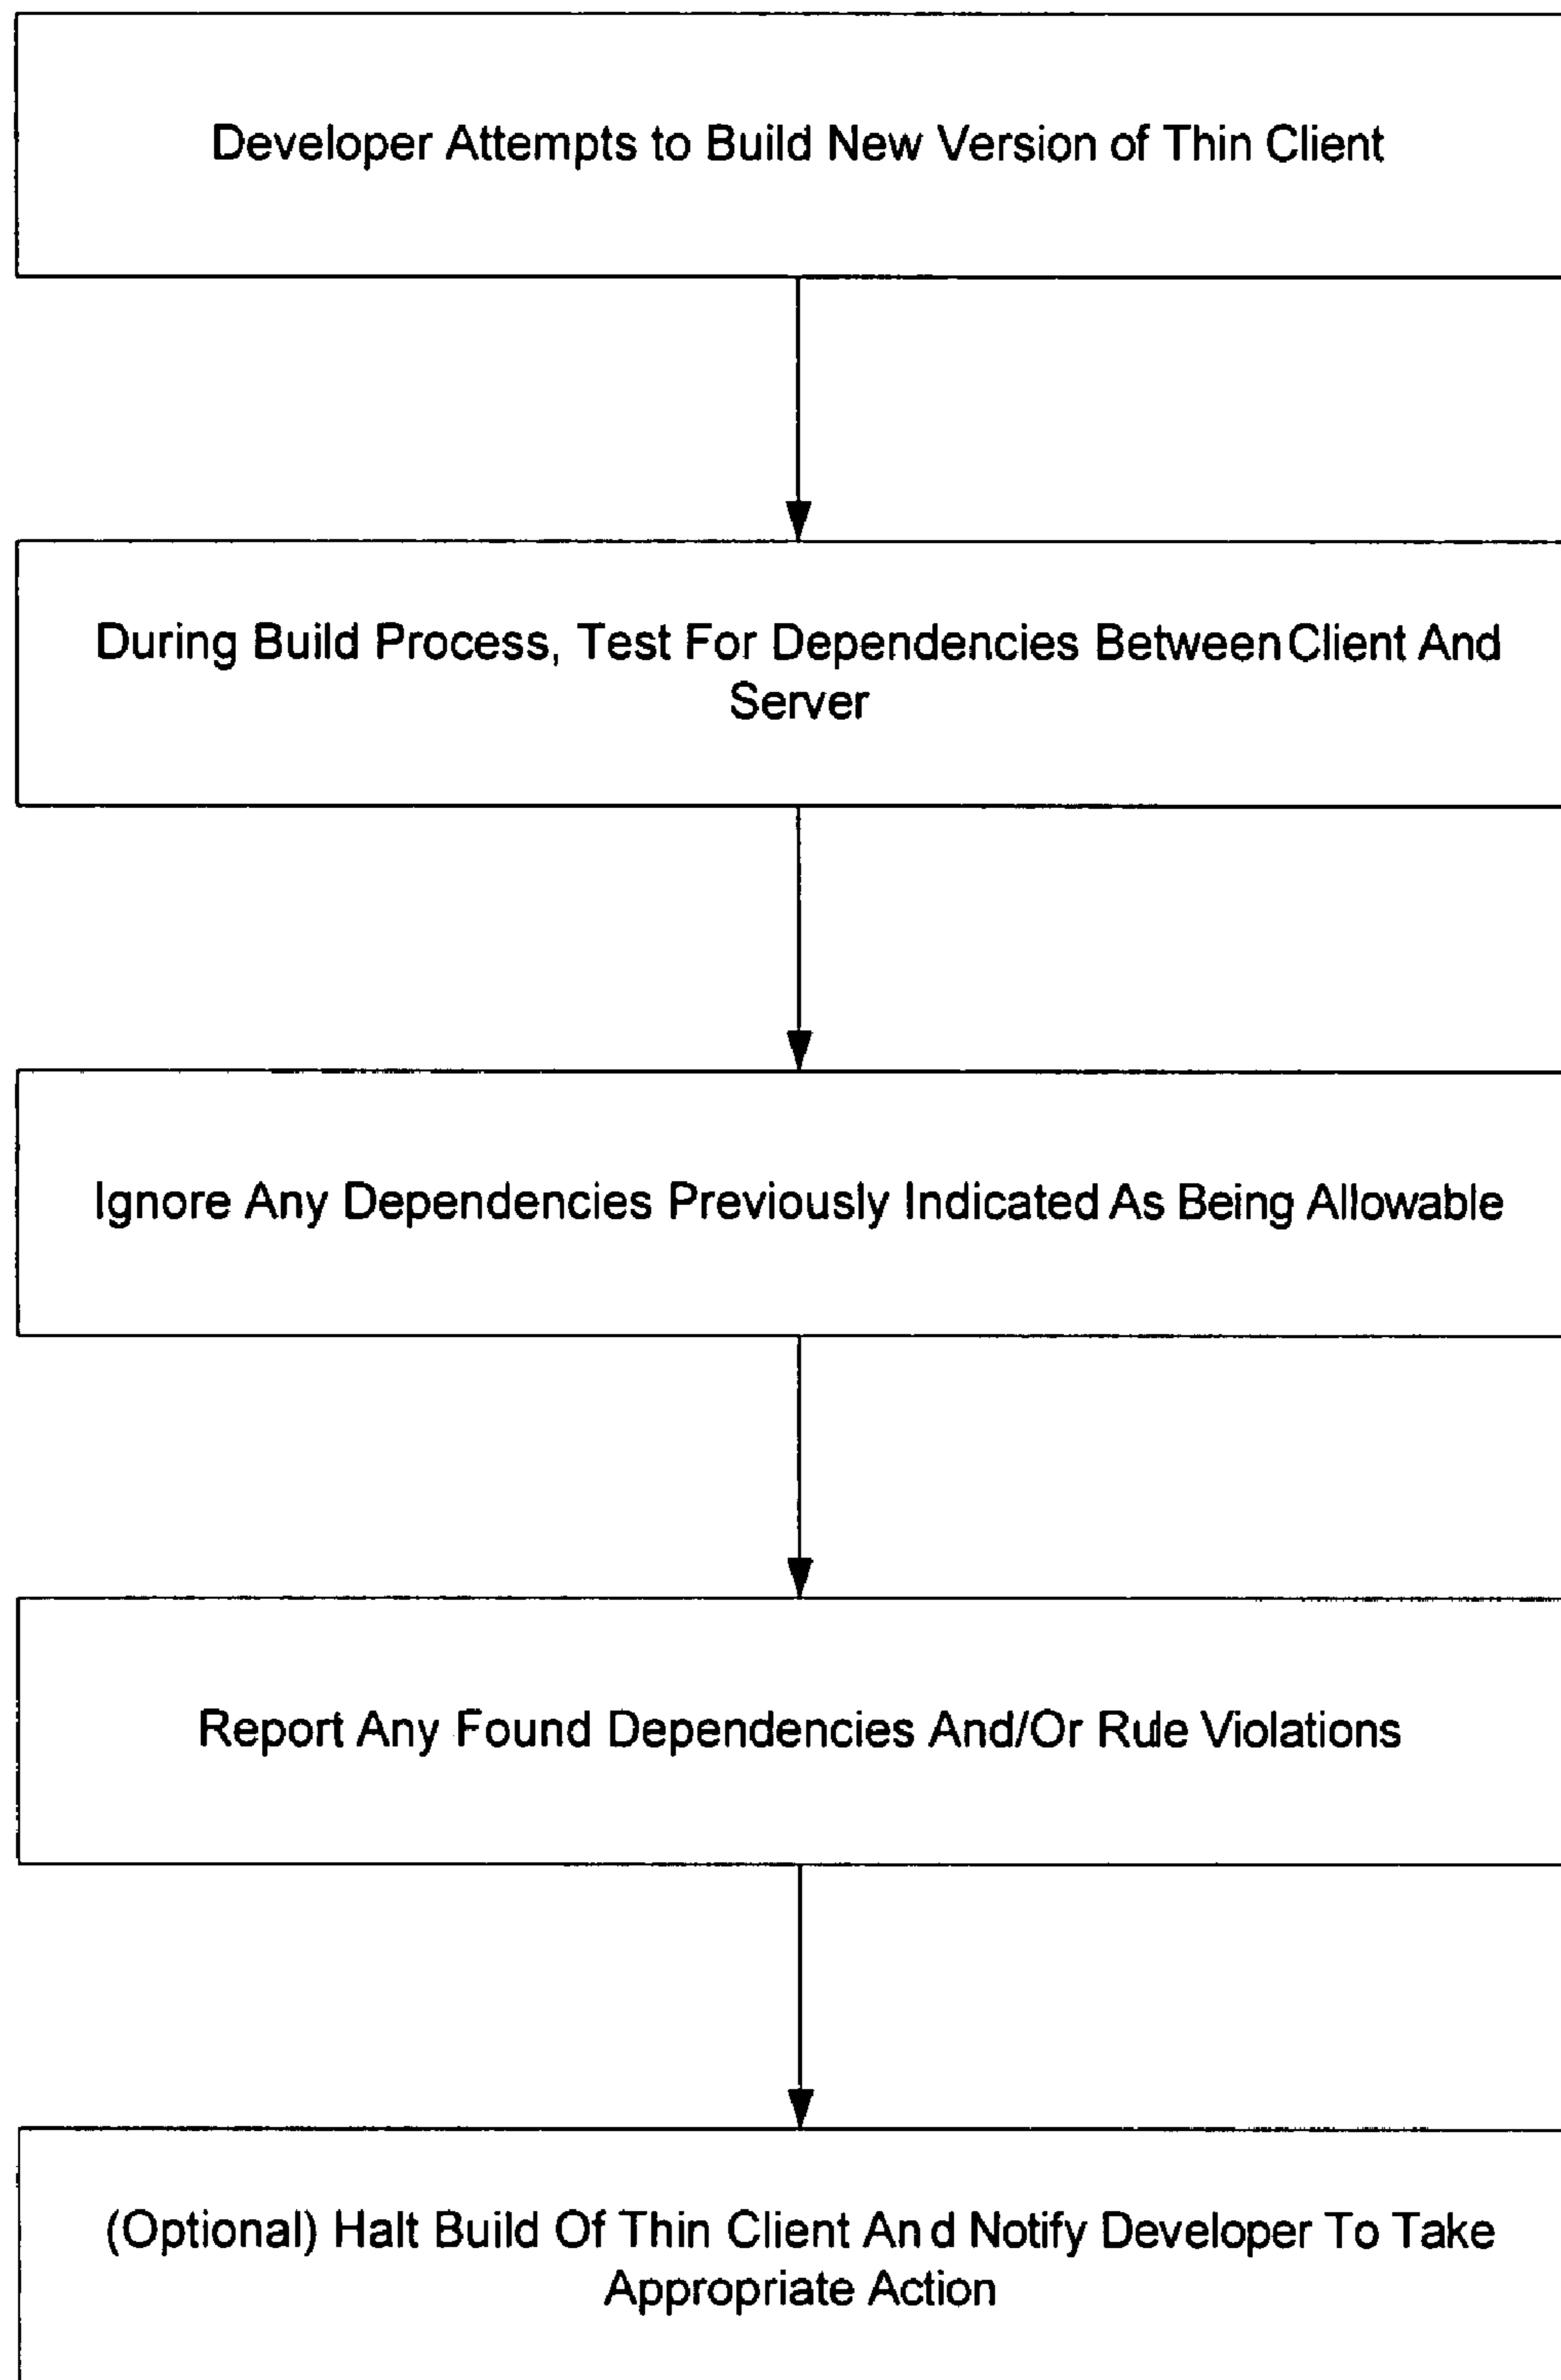 Developer Attempts to Build New Version of Thin Client
During Build Process, Test For Dependencies Between Client And
Server
Ignore Any Dependencies Previously Indicated As Being Allowable
Report Any Found Dependencies And/Or Rule Violations
(Optional) Halt Build Of Thin Client And Notify Developer To Take
Appropriate Action